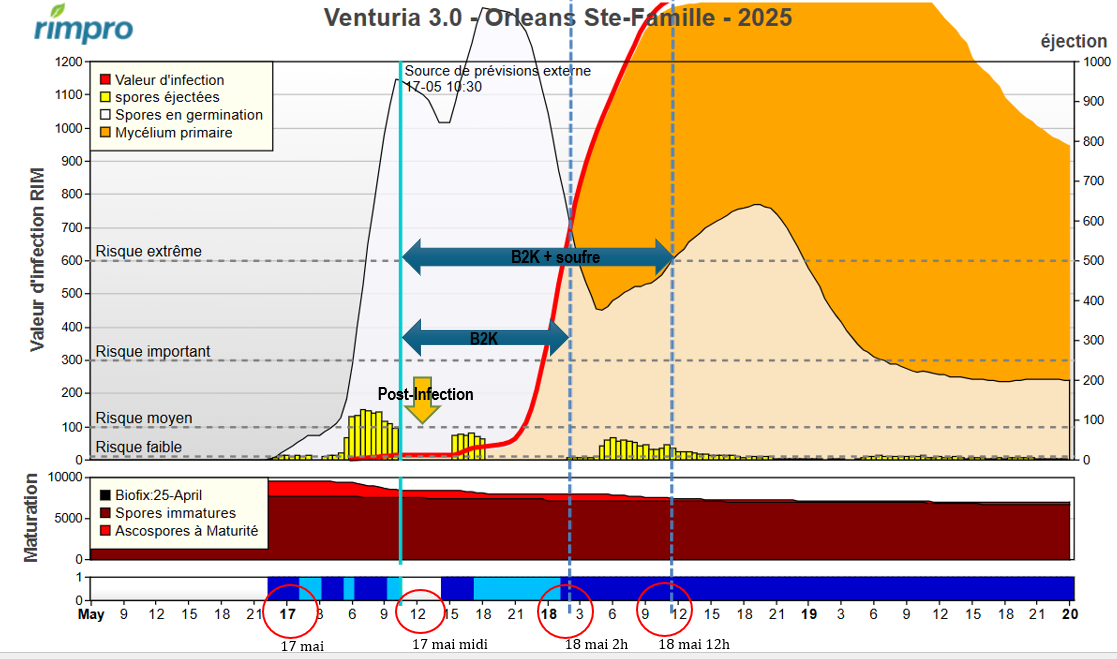 rimpro
Venturia 3.0 - Orleans Ste-Famille - 2025
éjection
Valeur d'infection RIM
1200
1100
1000
900
800
700
600
500
400
300
200
100
0
Valeur d'infection
spores éjectées
Spores en germination
Mycélium primaire
Source de prévisions externe
17-05 10:30
Risque extrême
Risque important
Risque moyen
Risque faible
B2K + soufre
B2K
Post-Infection
1000
900
800
700
600
500
400
300
200
100
0
Maturation
10000
5000
0
Biofix:25-April
Spores immatures
Ascospores à Maturité
1
0
May 9 12 15 18 21 17 3 6 9 12 15 18 21 18 3 6 9 12 15 18 21 19 3 6 9 12 15 18 21 20
17 mai 17 mai midi 18 mai 2h 18 mai 12h